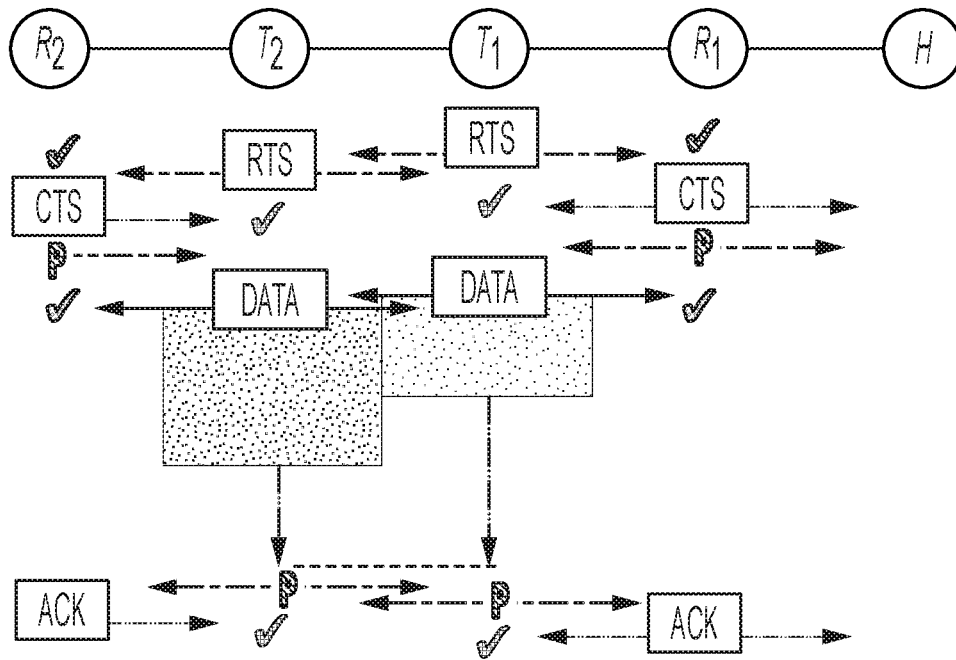 R2 T2 T1 R1 H
RTS
RTS
CTS
CTS
P
P
DATA
DATA
P
P
ACK
ACK